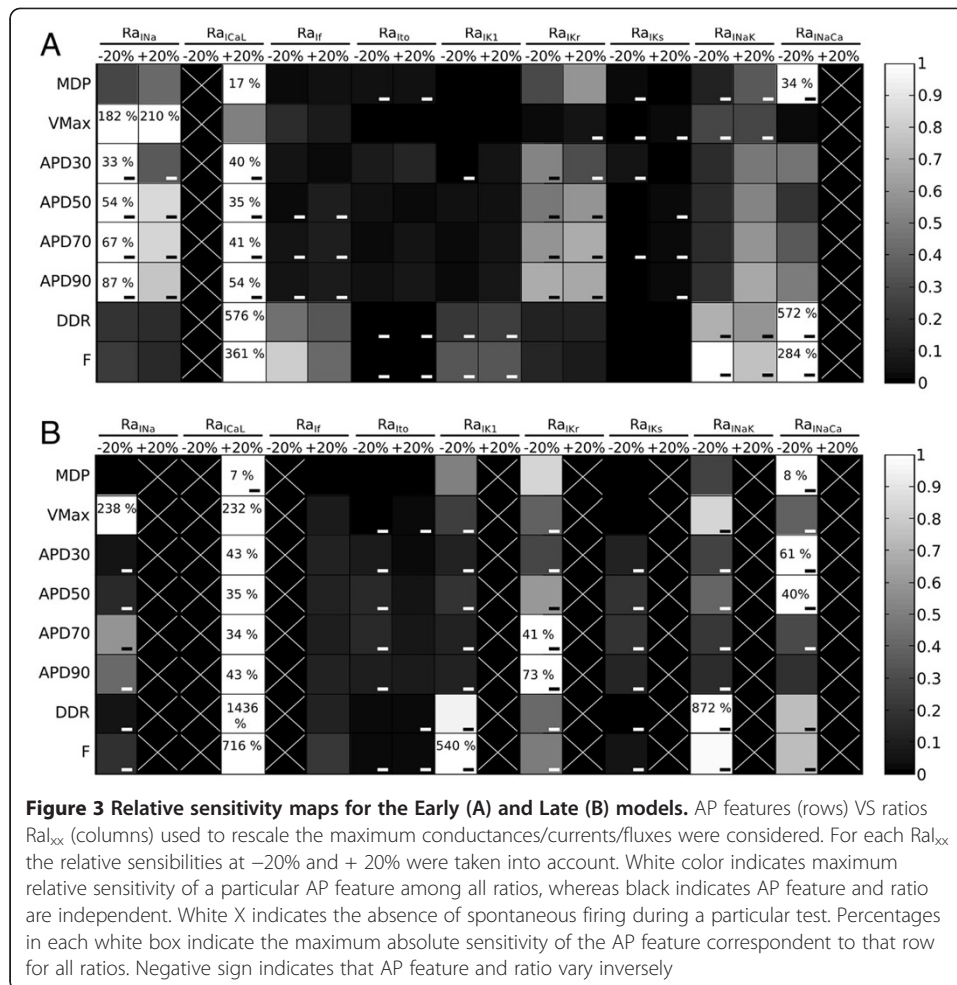 A
Ra_INa Ra_ICaL Ra_If Ra_Ito Ra_IK1 Ra_IKr Ra_IKs Ra_INaK Ra_INaCa
-20% +20% -20% +20% -20% +20% -20% +20% -20% +20% -20% +20% -20% +20% -20% +20% -20% +20%
MDP 17 % 34 %
VMax 182 % 210 %
APD30 33 % 40 %
APD50 54 % 35 %
APD70 67 % 41 %
APD90 87 % 54 %
DDR 576 % 572 %
F 361 % 284 %
1
0.9
0.8
0.7
0.6
0.5
0.4
0.3
0.2
0.1
0
B
Ra_INa Ra_ICaL Ra_If Ra_Ito Ra_IK1 Ra_IKr Ra_IKs Ra_INaK Ra_INaCa
-20% +20% -20% +20% -20% +20% -20% +20% -20% +20% -20% +20% -20% +20% -20% +20% -20% +20%
MDP 7 % 8 %
VMax 238 % 232 %
APD30 43 % 61 %
APD50 35 % 40%
APD70 34 % 41 %
APD90 43 % 73 %
DDR 1436 % 872 %
F 716 % 540 %
1
0.9
0.8
0.7
0.6
0.5
0.4
0.3
0.2
0.1
0
Figure 3 Relative sensitivity maps for the Early (A) and Late (B) models. AP features (rows) VS ratios
RaI_xx (columns) used to rescale the maximum conductances/currents/fluxes were considered. For each RaI_xx
the relative sensibilities at −20% and + 20% were taken into account. White color indicates maximum
relative sensitivity of a particular AP feature among all ratios, whereas black indicates AP feature and ratio
are independent. White X indicates the absence of spontaneous firing during a particular test. Percentages
in each white box indicate the maximum absolute sensitivity of the AP feature correspondent to that row
for all ratios. Negative sign indicates that AP feature and ratio vary inversely